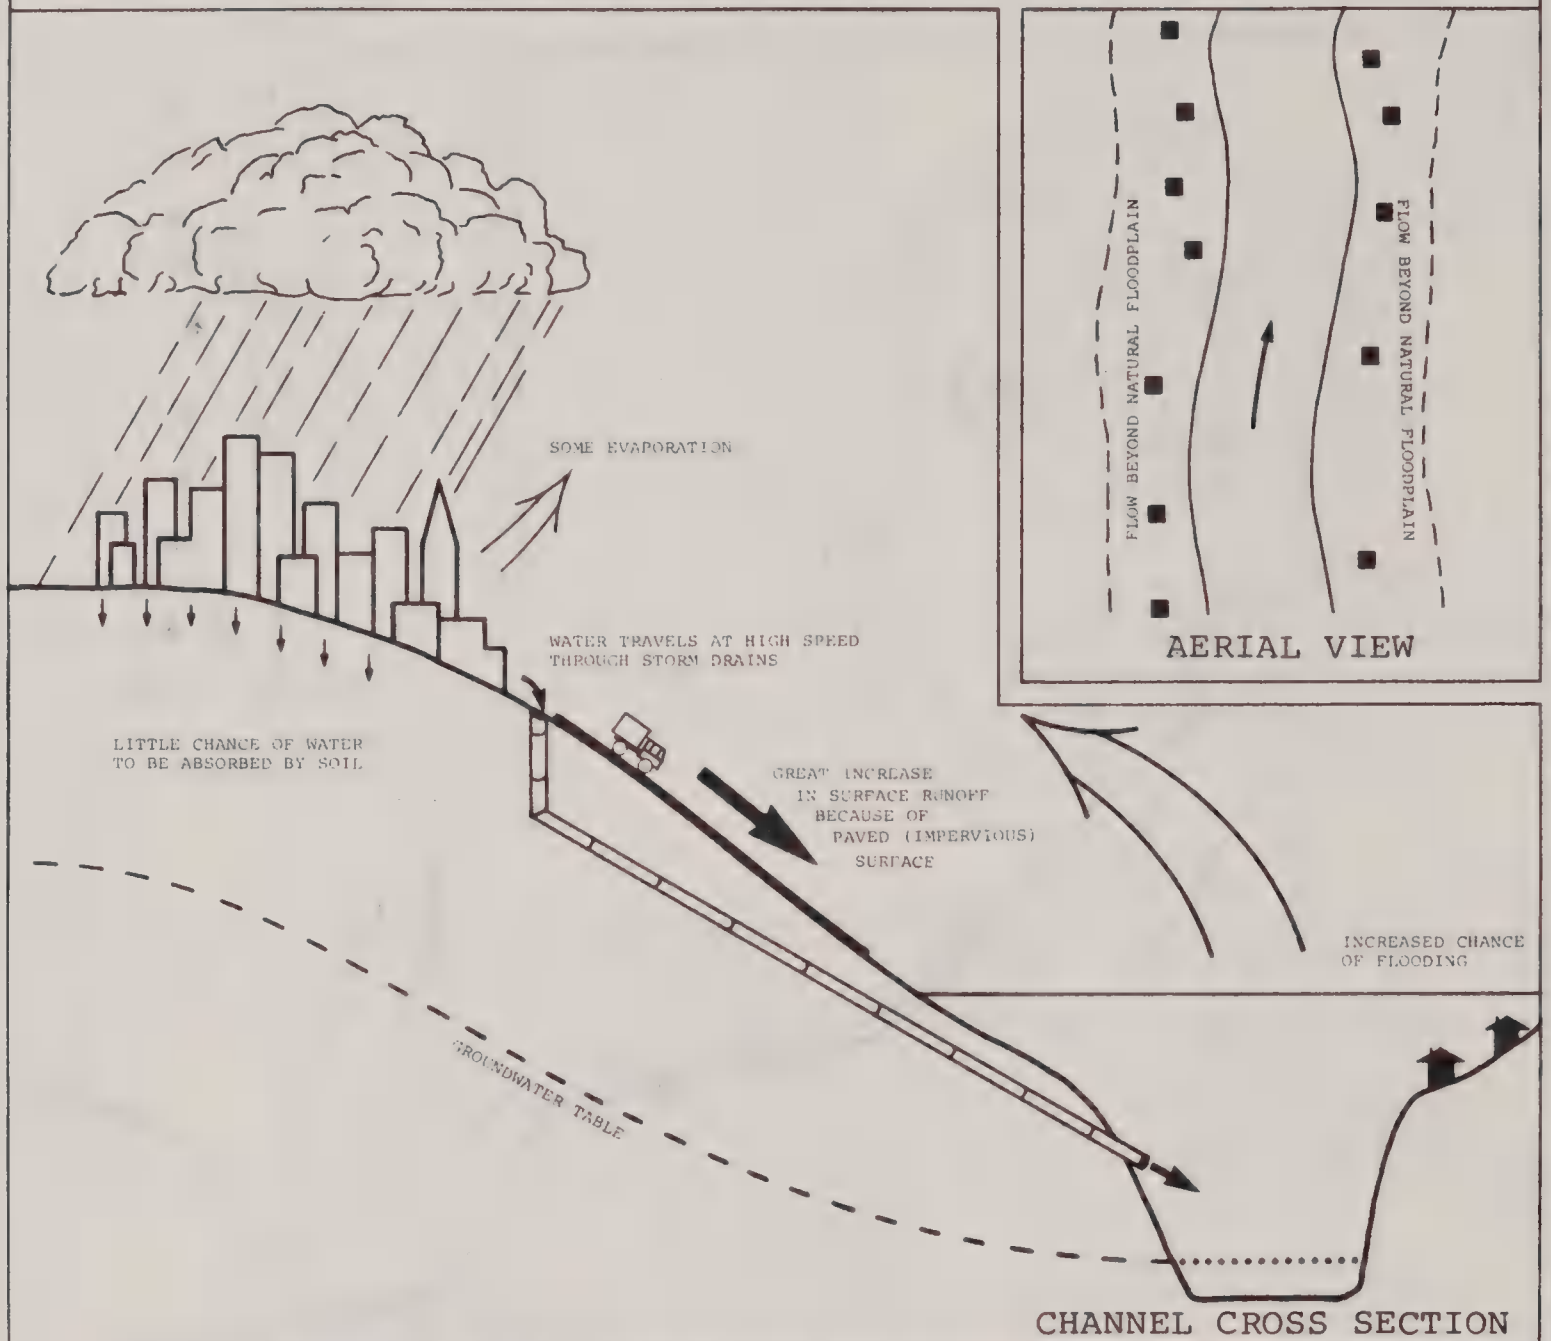 SOME EVAPORATION
WATER TRAVELS AT HIGH SPEED
THROUGH STORM DRAINS
LITTLE CHANCE OF WATER
TO BE ABSORBED BY SOIL
GREAT INCREASE
IN SURFACE RUNOFF
BECAUSE OF
PAVED (IMPERVIOUS)
SURFACE
GROUNDWATER TABLE
FLOW BEYOND NATURAL FLOODPLAIN
FLOW BEYOND NATURAL FLOODPLAIN
AERIAL VIEW
INCREASED CHANCE
OF FLOODING
CHANNEL CROSS SECTION